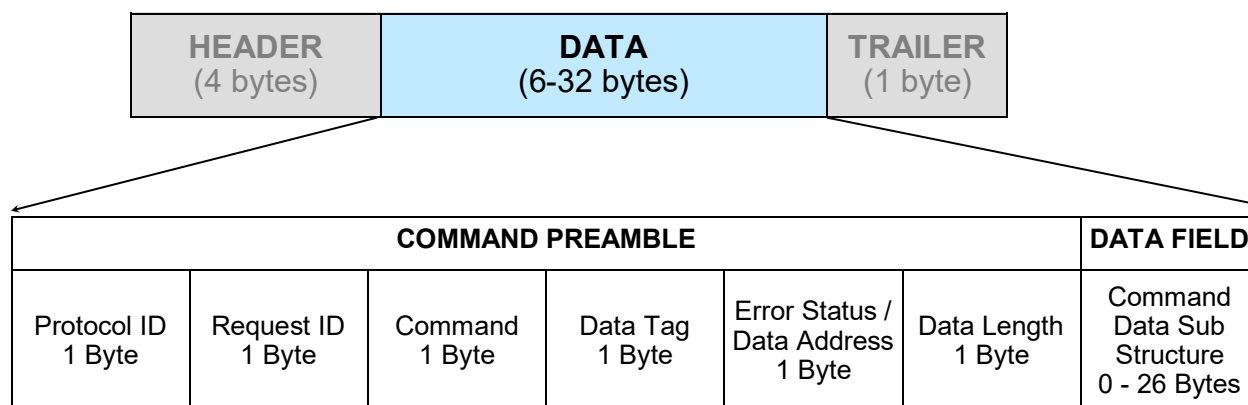 HEADER
(4 bytes)
DATA
(6-32 bytes)
TRAILER
(1 byte)
COMMAND PREAMBLE
DATA FIELD
Protocol ID
1 Byte
Request ID
1 Byte
Command
1 Byte
Data Tag
1 Byte
Error Status /
Data Address
1 Byte
Data Length
1 Byte
Command
Data Sub
Structure
0 - 26 Bytes